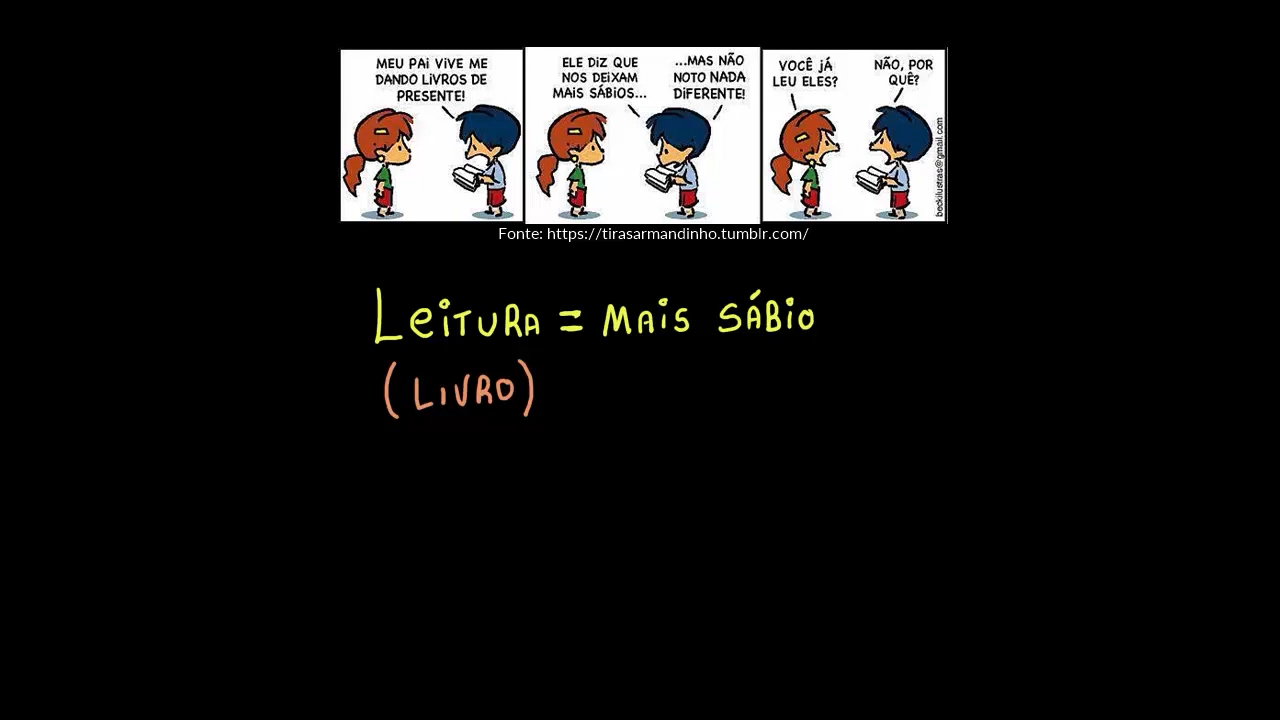 MEU PAi ViVE ME
DANDO LiVROS DE
PRESENTE!
ELE DiZ QUE
NOS DEiXAM
MAiS SÁBiOS...
...MAS NÃO
NOTO NADA
DiFERENTE!
VOCÊ jÁ
LEU ELES?
NÃO, POR
QUÊ?
beckilustras@gmail.com
Fonte: https://tirasarmandinho.tumblr.com/
LEITURA = MAIS SÁBIO
(LIVRO)